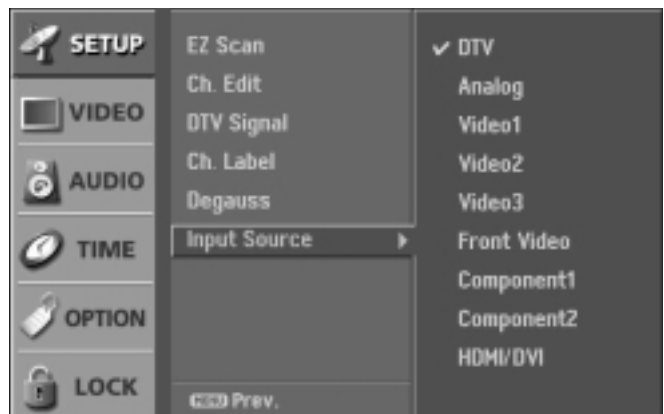 SETUP
VIDEO
AUDIO
TIME
OPTION
LOCK
EZ Scan
Ch. Edit
DTV Signal
Ch. Label
Degauss
Input Source
MENU Prev.
DTV
Analog
Video1
Video2
Video3
Front Video
Component1
Component2
HDMI/DVI